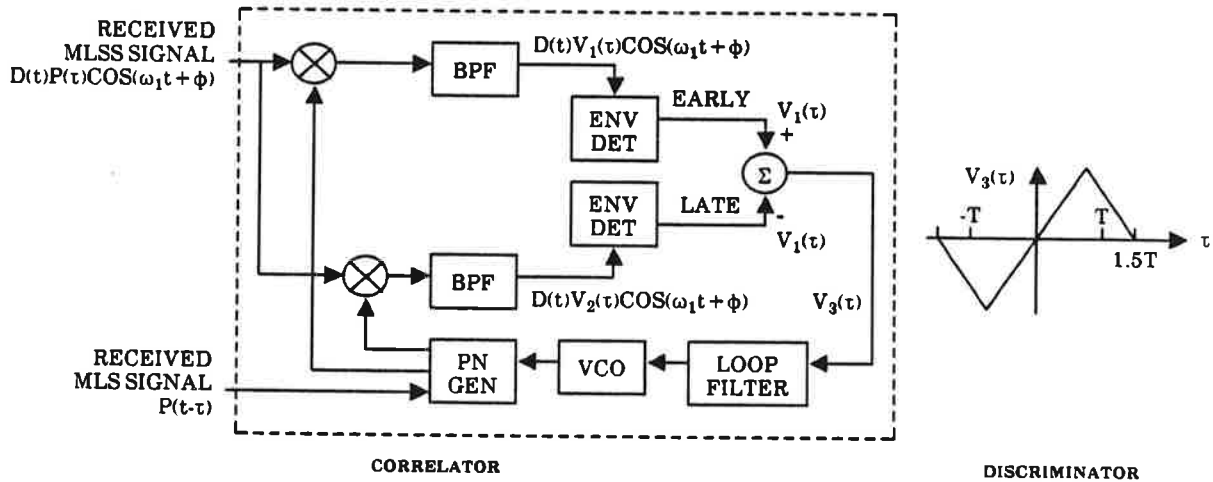 RECEIVED
MLSS SIGNAL
D(t)P(τ)COS(ω₁t+ϕ)
BPF
D(t)V₁(τ)COS(ω₁t+ϕ)
ENV
DET
EARLY
V₁(τ)
+
Σ
ENV
DET
LATE
-
V₁(τ)
BPF
D(t)V₂(τ)COS(ω₁t+ϕ)
V₃(τ)
RECEIVED
MLS SIGNAL
P(t-τ)
PN
GEN
VCO
LOOP
FILTER
CORRELATOR
V₃(τ)
-T
T
τ
1.5T
DISCRIMINATOR